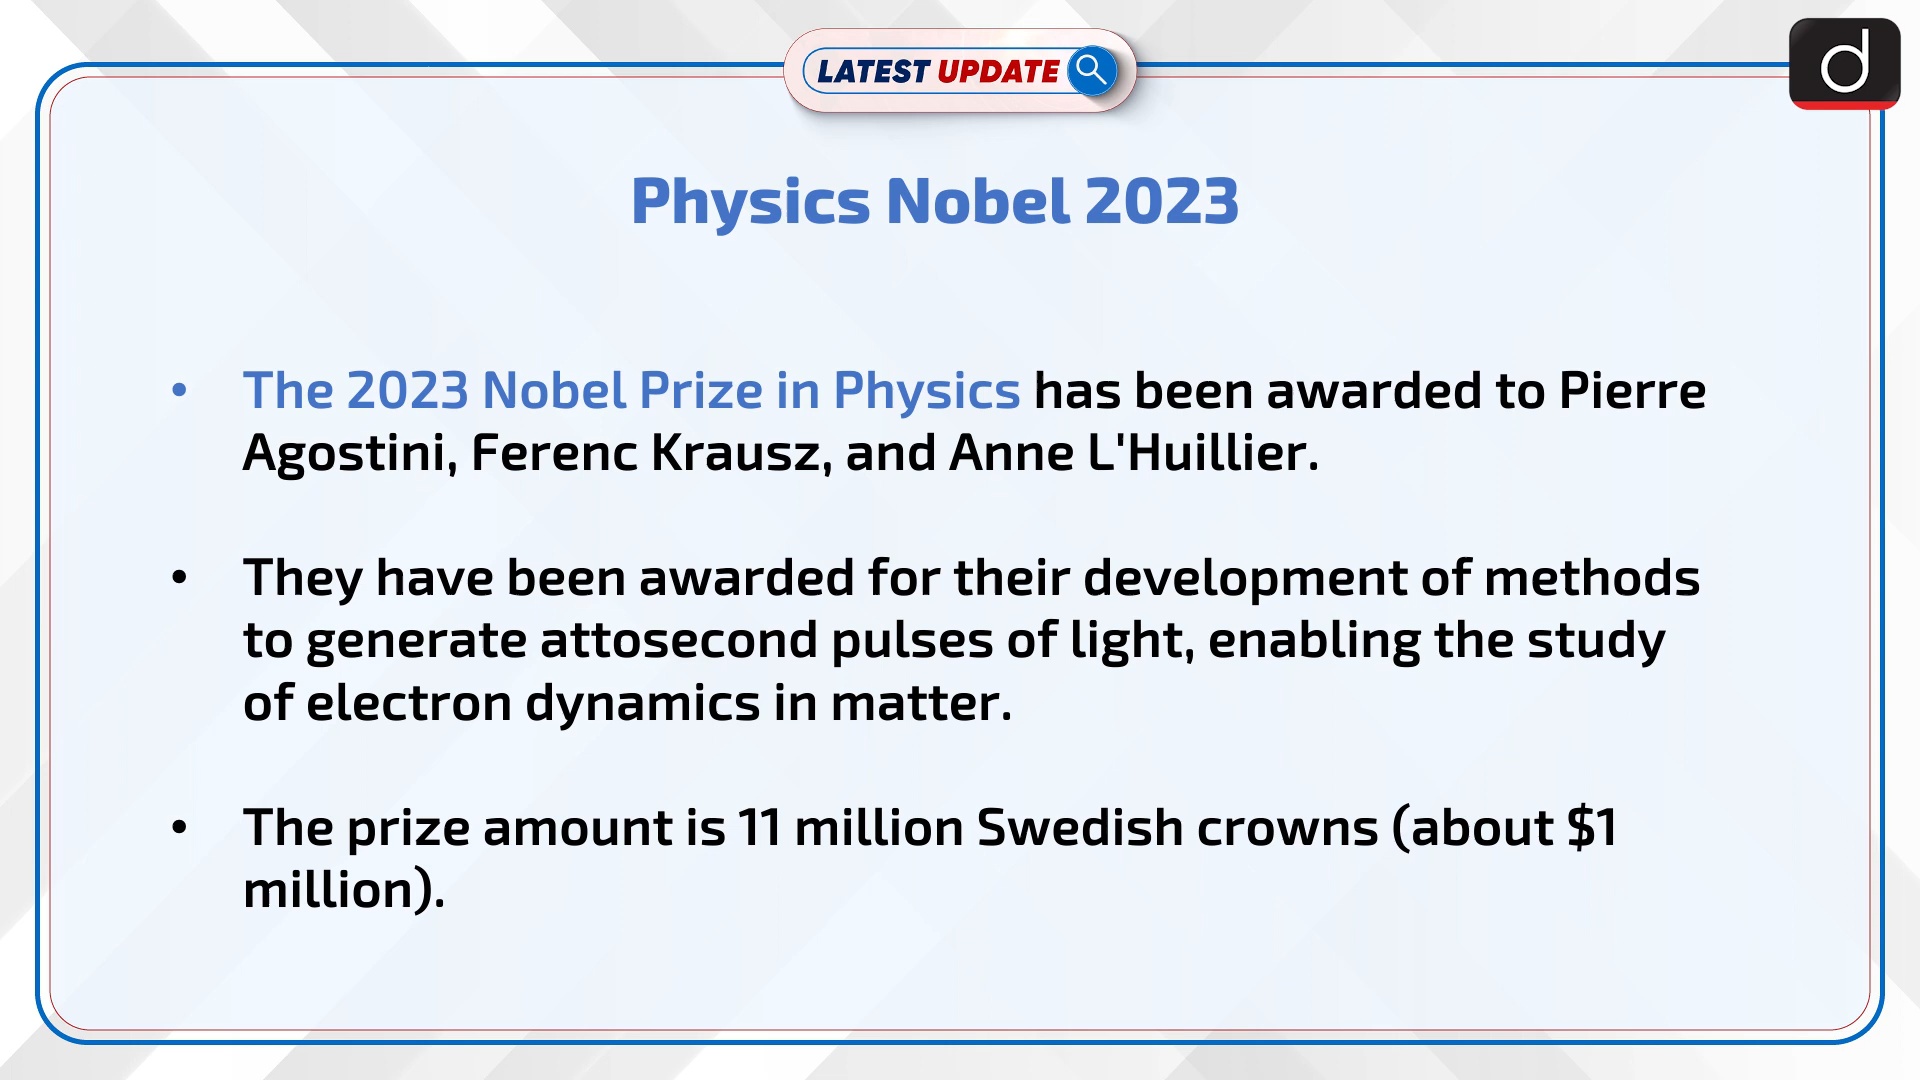 LATEST UPDATE
d
Physics Nobel 2023
• The 2023 Nobel Prize in Physics has been awarded to Pierre
Agostini, Ferenc Krausz, and Anne L'Huillier.
• They have been awarded for their development of methods
to generate attosecond pulses of light, enabling the study
of electron dynamics in matter.
• The prize amount is 11 million Swedish crowns (about $1
million).